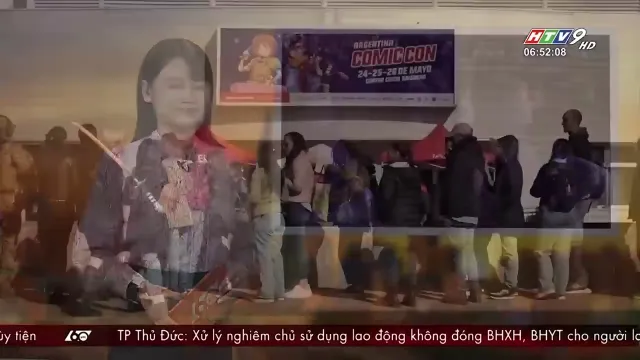 HTV9 HD
06:52:08
ARGENTINA
COMIC CON
24-25-26 DE MAYO
ùy tiện
60
TP Thủ Đức: Xử lý nghiêm chủ sử dụng lao động không đóng BHXH, BHYT cho người l